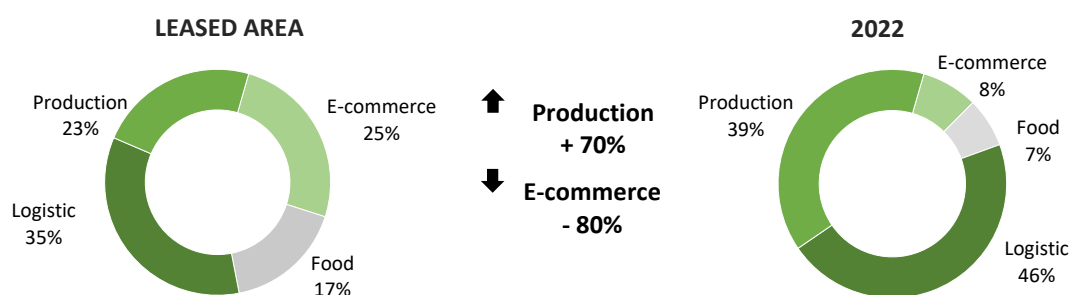 LEASED AREA
Production
23%
E-commerce
25%
Logistic
35%
Food
17%
Production
+ 70%
E-commerce
- 80%
2022
E-commerce
8%
Production
39%
Food
7%
Logistic
46%